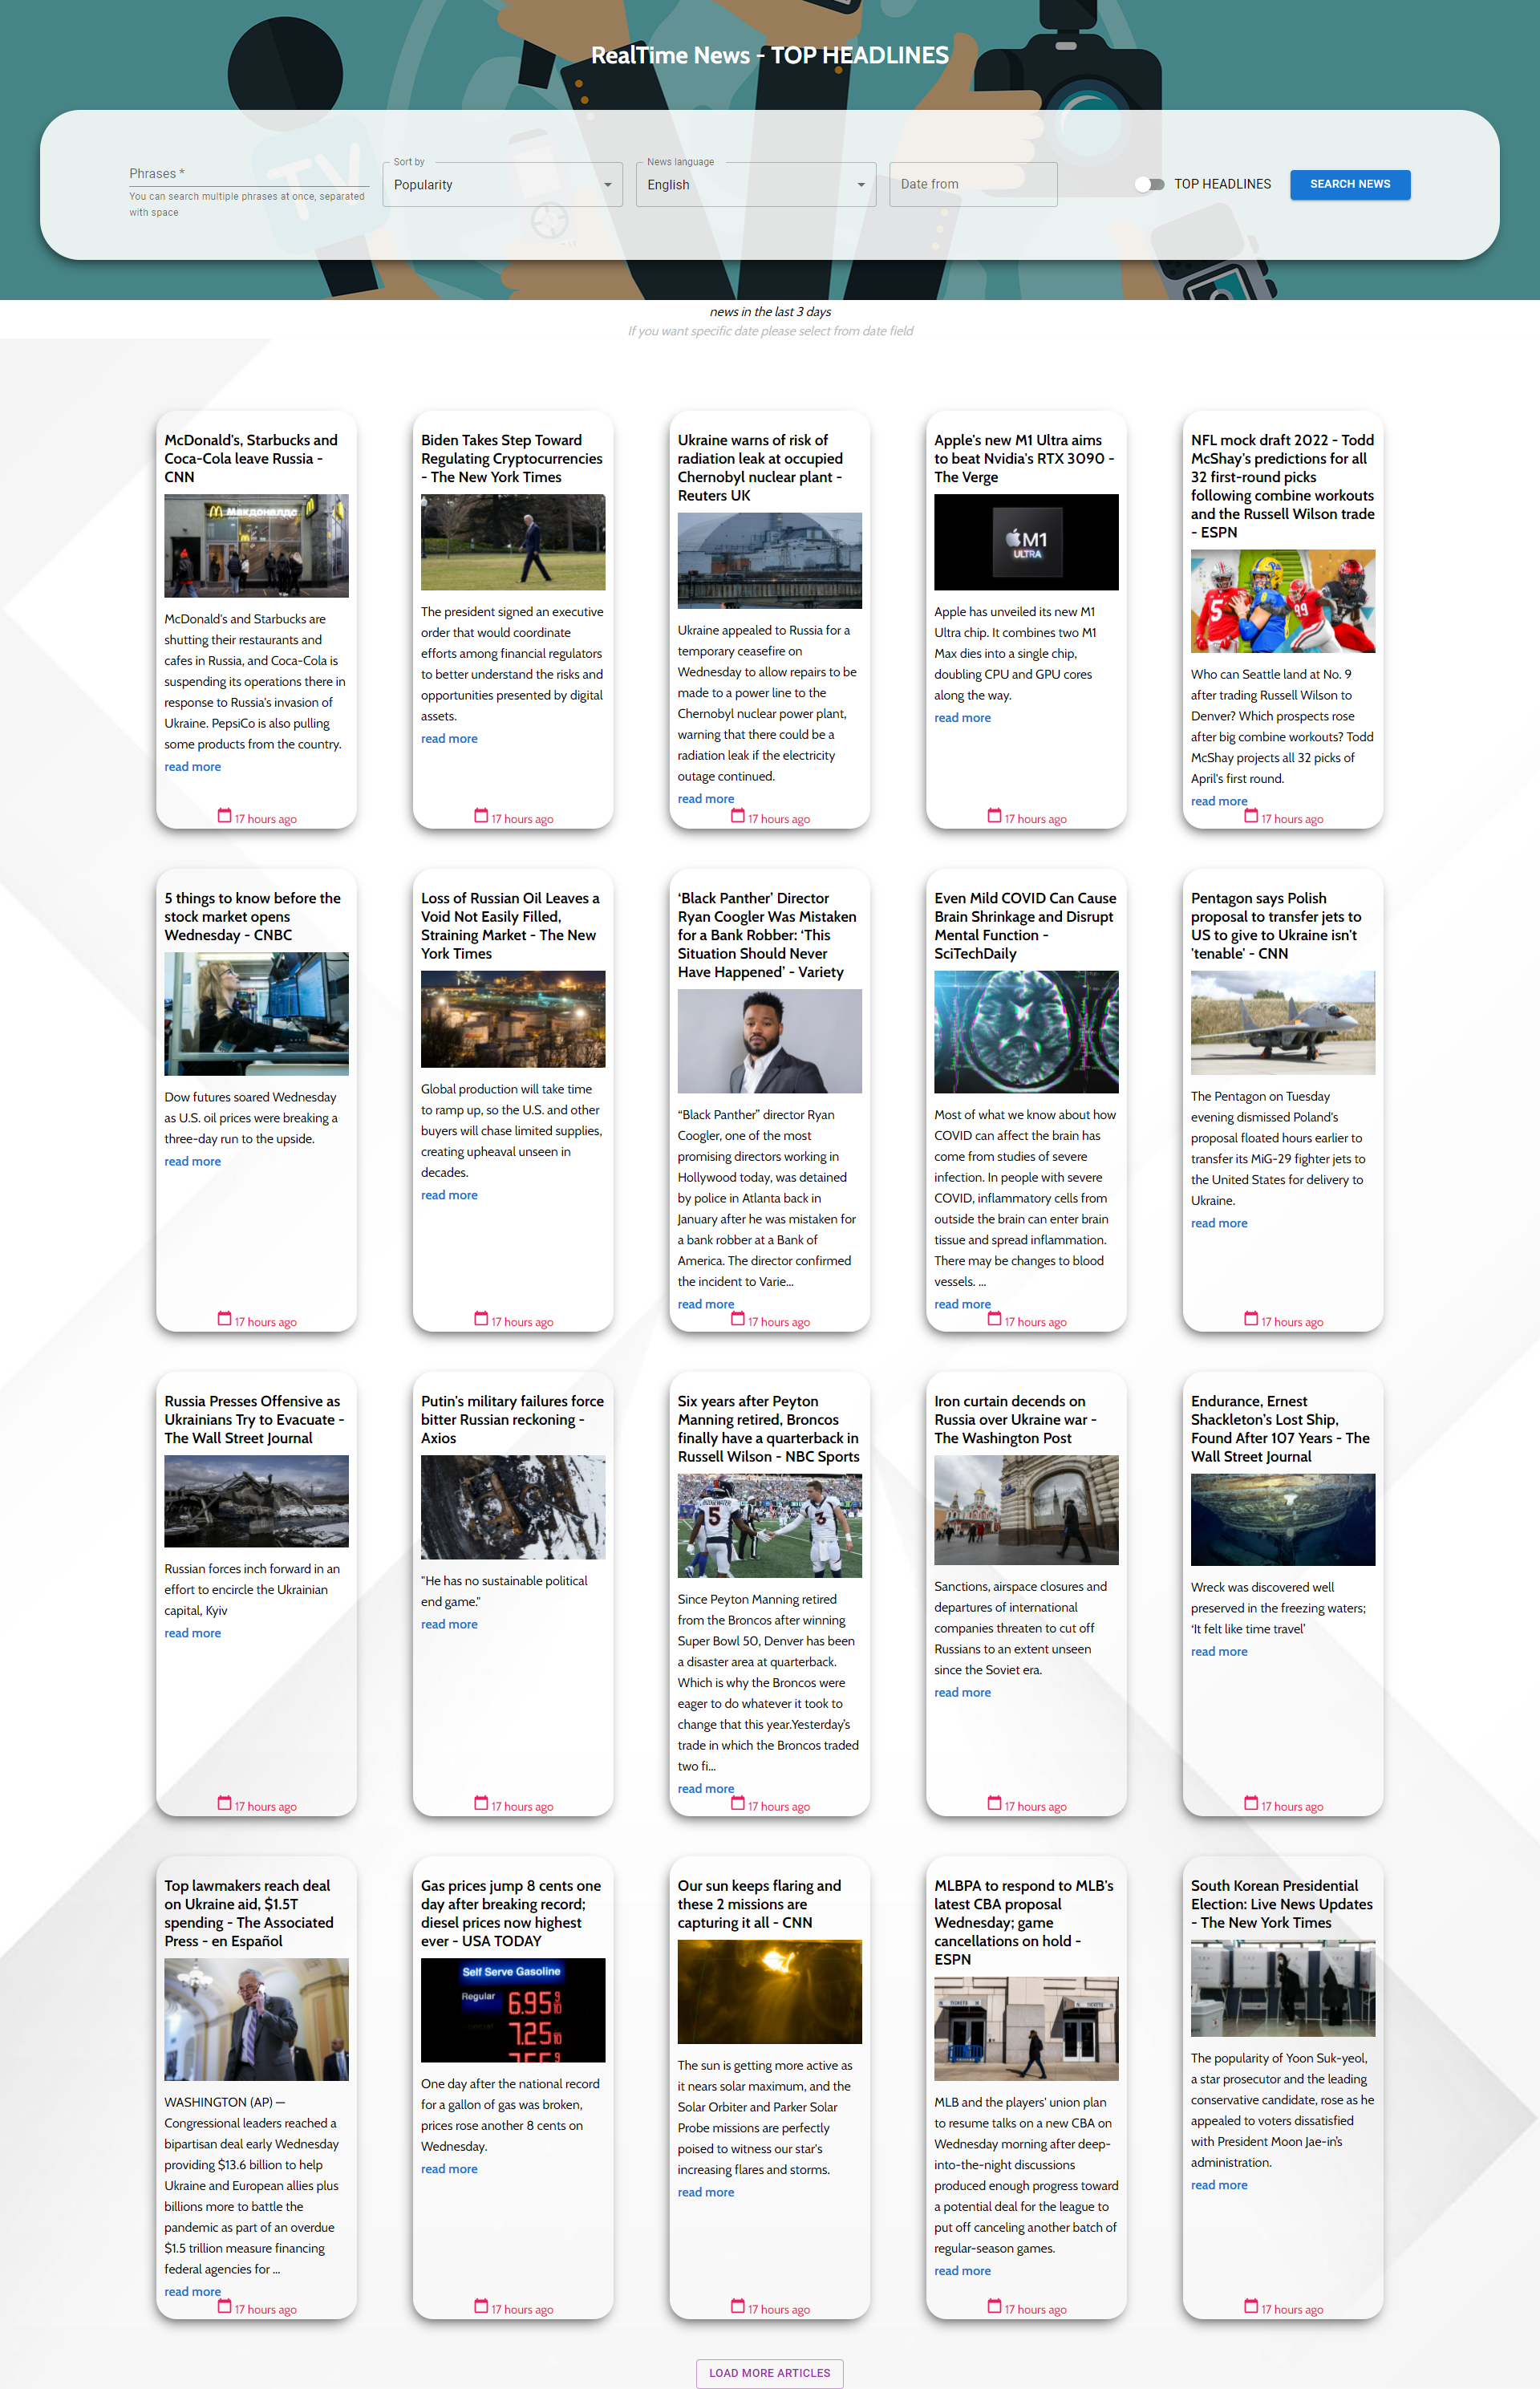 RealTime News - TOP HEADLINES
TV
Phrases *
You can search multiple phrases at once, separated
with space
Sort by
Popularity
News language
English
Date from
TOP HEADLINES
SEARCH NEWS
news in the last 3 days
If you want specific date please select from date field
McDonald's, Starbucks and
Coca-Cola leave Russia -
CNN
Макдоналдс
McDonald's and Starbucks are
shutting their restaurants and
cafes in Russia, and Coca-Cola is
suspending its operations there in
response to Russia's invasion of
Ukraine. PepsiCo is also pulling
some products from the country.
read more
17 hours ago
Biden Takes Step Toward
Regulating Cryptocurrencies
- The New York Times
The president signed an executive
order that would coordinate
efforts among financial regulators
to better understand the risks and
opportunities presented by digital
assets.
read more
17 hours ago
Ukraine warns of risk of
radiation leak at occupied
Chernobyl nuclear plant -
Reuters UK
Ukraine appealed to Russia for a
temporary ceasefire on
Wednesday to allow repairs to be
made to a power line to the
Chernobyl nuclear power plant,
warning that there could be a
radiation leak if the electricity
outage continued.
read more
17 hours ago
Apple's new M1 Ultra aims
to beat Nvidia's RTX 3090 -
The Verge
M1
ULTRA
Apple has unveiled its new M1
Ultra chip. It combines two M1
Max dies into a single chip,
doubling CPU and GPU cores
along the way.
read more
17 hours ago
NFL mock draft 2022 - Todd
McShay's predictions for all
32 first-round picks
following combine workouts
and the Russell Wilson trade
- ESPN
5
99
Who can Seattle land at No. 9
after trading Russell Wilson to
Denver? Which prospects rose
after big combine workouts? Todd
McShay projects all 32 picks of
April's first round.
read more
17 hours ago
5 things to know before the
stock market opens
Wednesday - CNBC
Dow futures soared Wednesday
as U.S. oil prices were breaking a
three-day run to the upside.
read more
17 hours ago
Loss of Russian Oil Leaves a
Void Not Easily Filled,
Straining Market - The New
York Times
Global production will take time
to ramp up, so the U.S. and other
buyers will chase limited supplies,
creating upheaval unseen in
decades.
read more
17 hours ago
‘Black Panther’ Director
Ryan Coogler Was Mistaken
for a Bank Robber: ‘This
Situation Should Never
Have Happened’ - Variety
“Black Panther” director Ryan
Coogler, one of the most
promising directors working in
Hollywood today, was detained
by police in Atlanta back in
January after he was mistaken for
a bank robber at a Bank of
America. The director confirmed
the incident to Varie...
read more
17 hours ago
Even Mild COVID Can Cause
Brain Shrinkage and Disrupt
Mental Function -
SciTechDaily
Most of what we know about how
COVID can affect the brain has
come from studies of severe
infection. In people with severe
COVID, inflammatory cells from
outside the brain can enter brain
tissue and spread inflammation.
There may be changes to blood
vessels. ...
read more
17 hours ago
Pentagon says Polish
proposal to transfer jets to
US to give to Ukraine isn't
'tenable' - CNN
The Pentagon on Tuesday
evening dismissed Poland's
proposal floated hours earlier to
transfer its MiG-29 fighter jets to
the United States for delivery to
Ukraine.
read more
17 hours ago
Russia Presses Offensive as
Ukrainians Try to Evacuate -
The Wall Street Journal
Russian forces inch forward in an
effort to encircle the Ukrainian
capital, Kyiv
read more
17 hours ago
Putin's military failures force
bitter Russian reckoning -
Axios
"He has no sustainable political
end game."
read more
17 hours ago
Six years after Peyton
Manning retired, Broncos
finally have a quarterback in
Russell Wilson - NBC Sports
5
3
Since Peyton Manning retired
from the Broncos after winning
Super Bowl 50, Denver has been
a disaster area at quarterback.
Which is why the Broncos were
eager to do whatever it took to
change that this year.Yesterday’s
trade in which the Broncos traded
two fi...
read more
17 hours ago
Iron curtain decends on
Russia over Ukraine war -
The Washington Post
Sanctions, airspace closures and
departures of international
companies threaten to cut off
Russians to an extent unseen
since the Soviet era.
read more
17 hours ago
Endurance, Ernest
Shackleton’s Lost Ship,
Found After 107 Years - The
Wall Street Journal
Wreck was discovered well
preserved in the freezing waters;
‘It felt like time travel’
read more
17 hours ago
Top lawmakers reach deal
on Ukraine aid, $1.5T
spending - The Associated
Press - en Español
WASHINGTON (AP) —
Congressional leaders reached a
bipartisan deal early Wednesday
providing $13.6 billion to help
Ukraine and European allies plus
billions more to battle the
pandemic as part of an overdue
$1.5 trillion measure financing
federal agencies for ...
read more
17 hours ago
Gas prices jump 8 cents one
day after breaking record;
diesel prices now highest
ever - USA TODAY
Self Serve Gasoline
Regular
6.95 9/10
7.25 9/10
One day after the national record
for a gallon of gas was broken,
prices rose another 8 cents on
Wednesday.
read more
17 hours ago
Our sun keeps flaring and
these 2 missions are
capturing it all - CNN
The sun is getting more active as
it nears solar maximum, and the
Solar Orbiter and Parker Solar
Probe missions are perfectly
poised to witness our star's
increasing flares and storms.
read more
17 hours ago
MLBPA to respond to MLB's
latest CBA proposal
Wednesday; game
cancellations on hold -
ESPN
TICKETS
TICKETS
MLB and the players' union plan
to resume talks on a new CBA on
Wednesday morning after deep-
into-the-night discussions
produced enough progress toward
a potential deal for the league to
put off canceling another batch of
regular-season games.
read more
17 hours ago
South Korean Presidential
Election: Live News Updates
- The New York Times
The popularity of Yoon Suk-yeol,
a star prosecutor and the leading
conservative candidate, rose as he
appealed to voters dissatisfied
with President Moon Jae-in’s
administration.
read more
17 hours ago
LOAD MORE ARTICLES